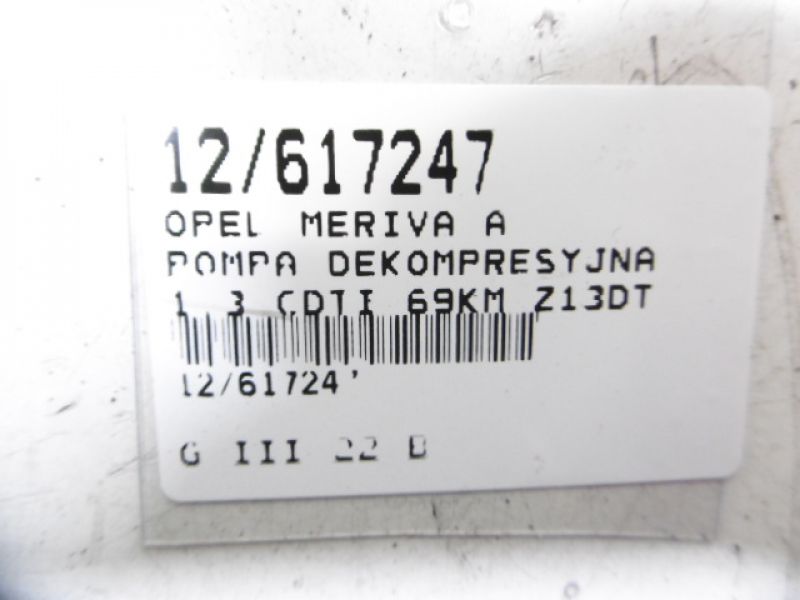 12/617247
OPEL MERIVA A
POMPA DEKOMPRESYJNA
1.3 CDTI 69KM Z13DT
12/61724'
G III 22 B